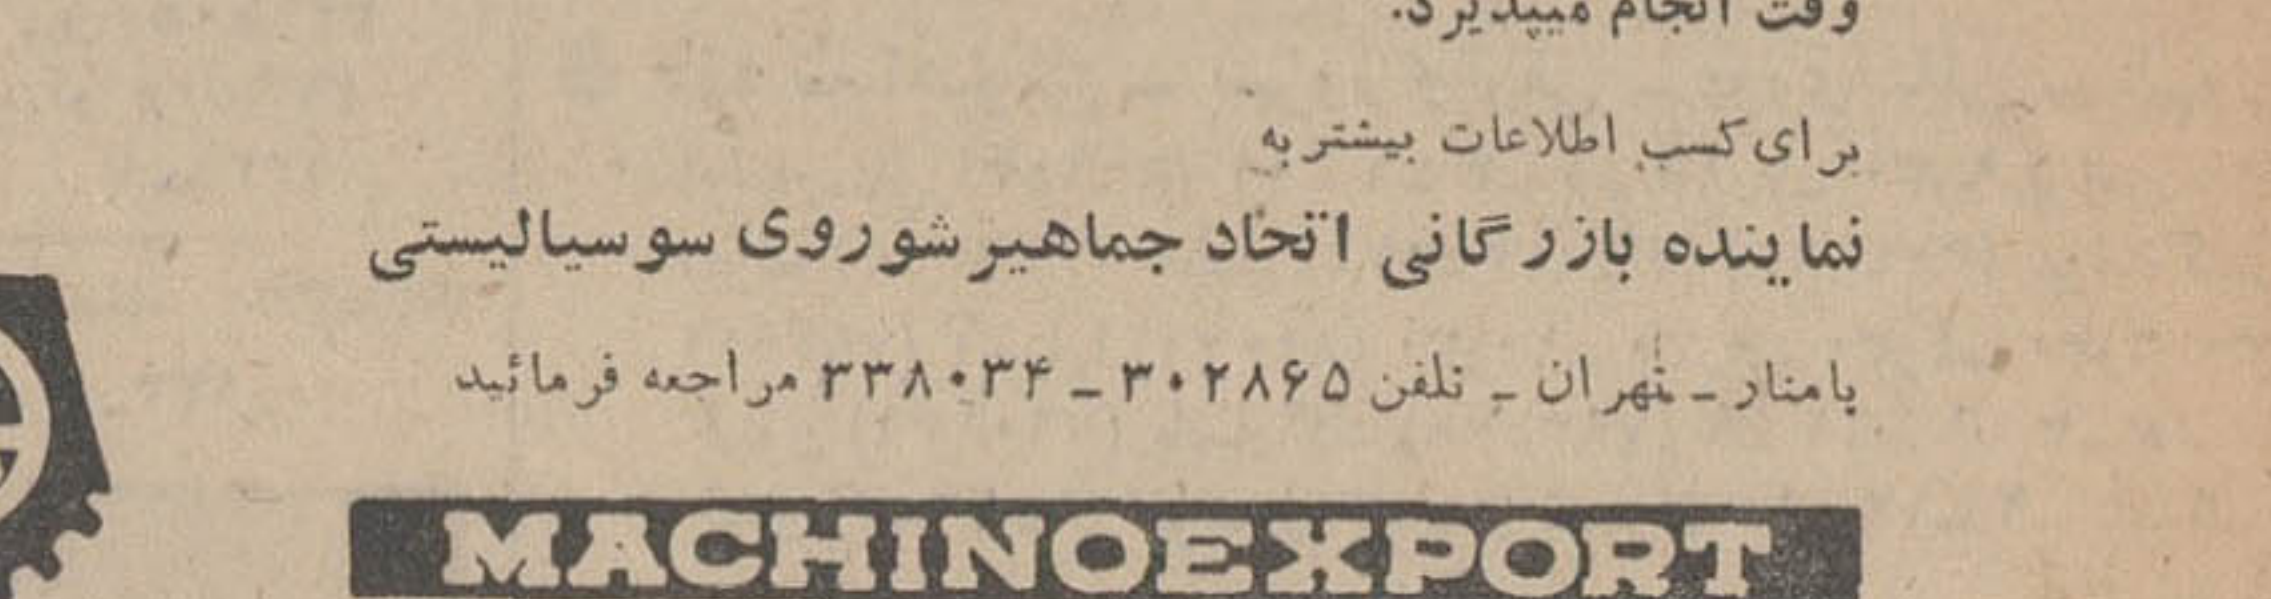 وقت انجام میپذیرد.
برای کسب اطلاعات بیشتر به
نماینده بازرگانی اتحاد جماهیر شوروی سوسیالیستی
پامنار ـ تهران ـ تلفن ۳۰۲۸۶۵ ـ ۳۳۸۰۳۴ مراجعه فرمائید
MACHINOEXPORT